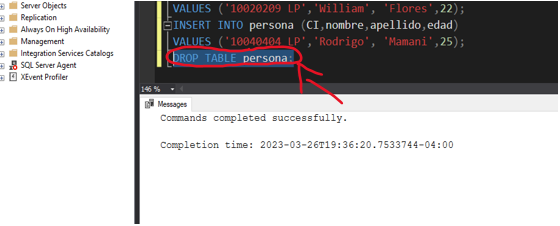 Server Objects
Replication
Always On High Availability
Management
Integration Services Catalogs
SQL Server Agent
XEvent Profiler
VALUES ('10020209 LP','William', 'Flores',22);
INSERT INTO persona (CI,nombre,apellido,edad)
VALUES ('10040404 LP','Rodrigo', 'Mamani',25);
DROP TABLE persona;
146 %
Messages
Commands completed successfully.
Completion time: 2023-03-26T19:36:20.7533744-04:00